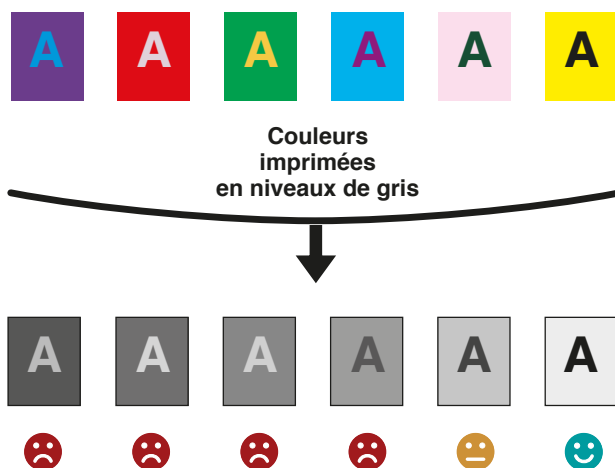 A A A A A A
Couleurs
imprimées
en niveaux de gris
A A A A A A